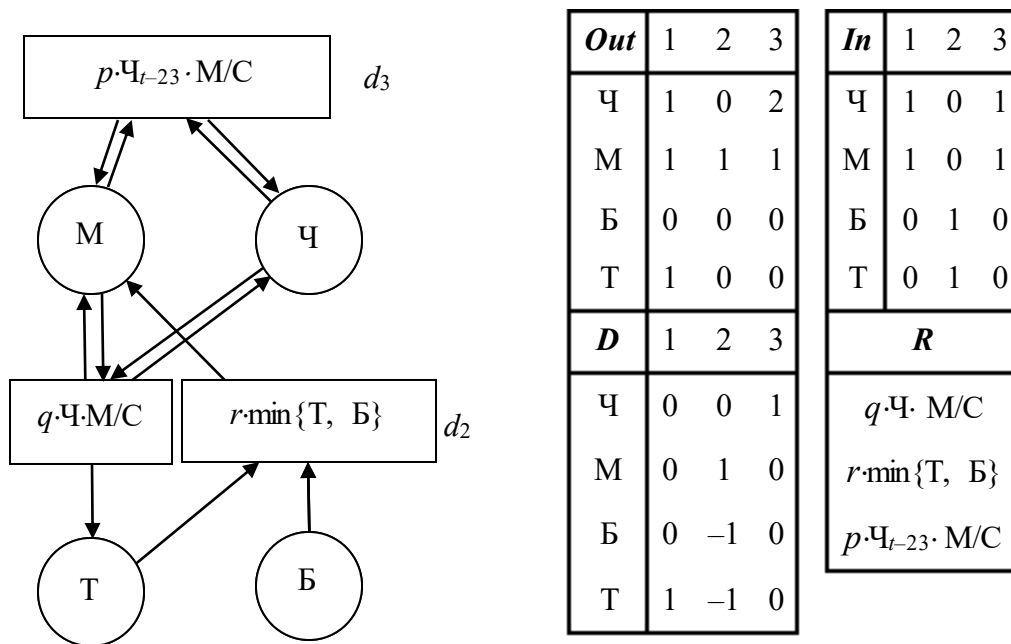 p·Ч_{t–23}·М/С
d₃
М
Ч
q·Ч·М/С
r·min{Т, Б}
d₂
Т
Б
Out 1 2 3
Ч 1 0 2
М 1 1 1
Б 0 0 0
Т 1 0 0
D 1 2 3
Ч 0 0 1
М 0 1 0
Б 0 –1 0
Т 1 –1 0
In 1 2 3
Ч 1 0 1
М 1 0 1
Б 0 1 0
Т 0 1 0
R
q·Ч· М/С
r·min{Т, Б}
p·Ч_{t–23}· М/С